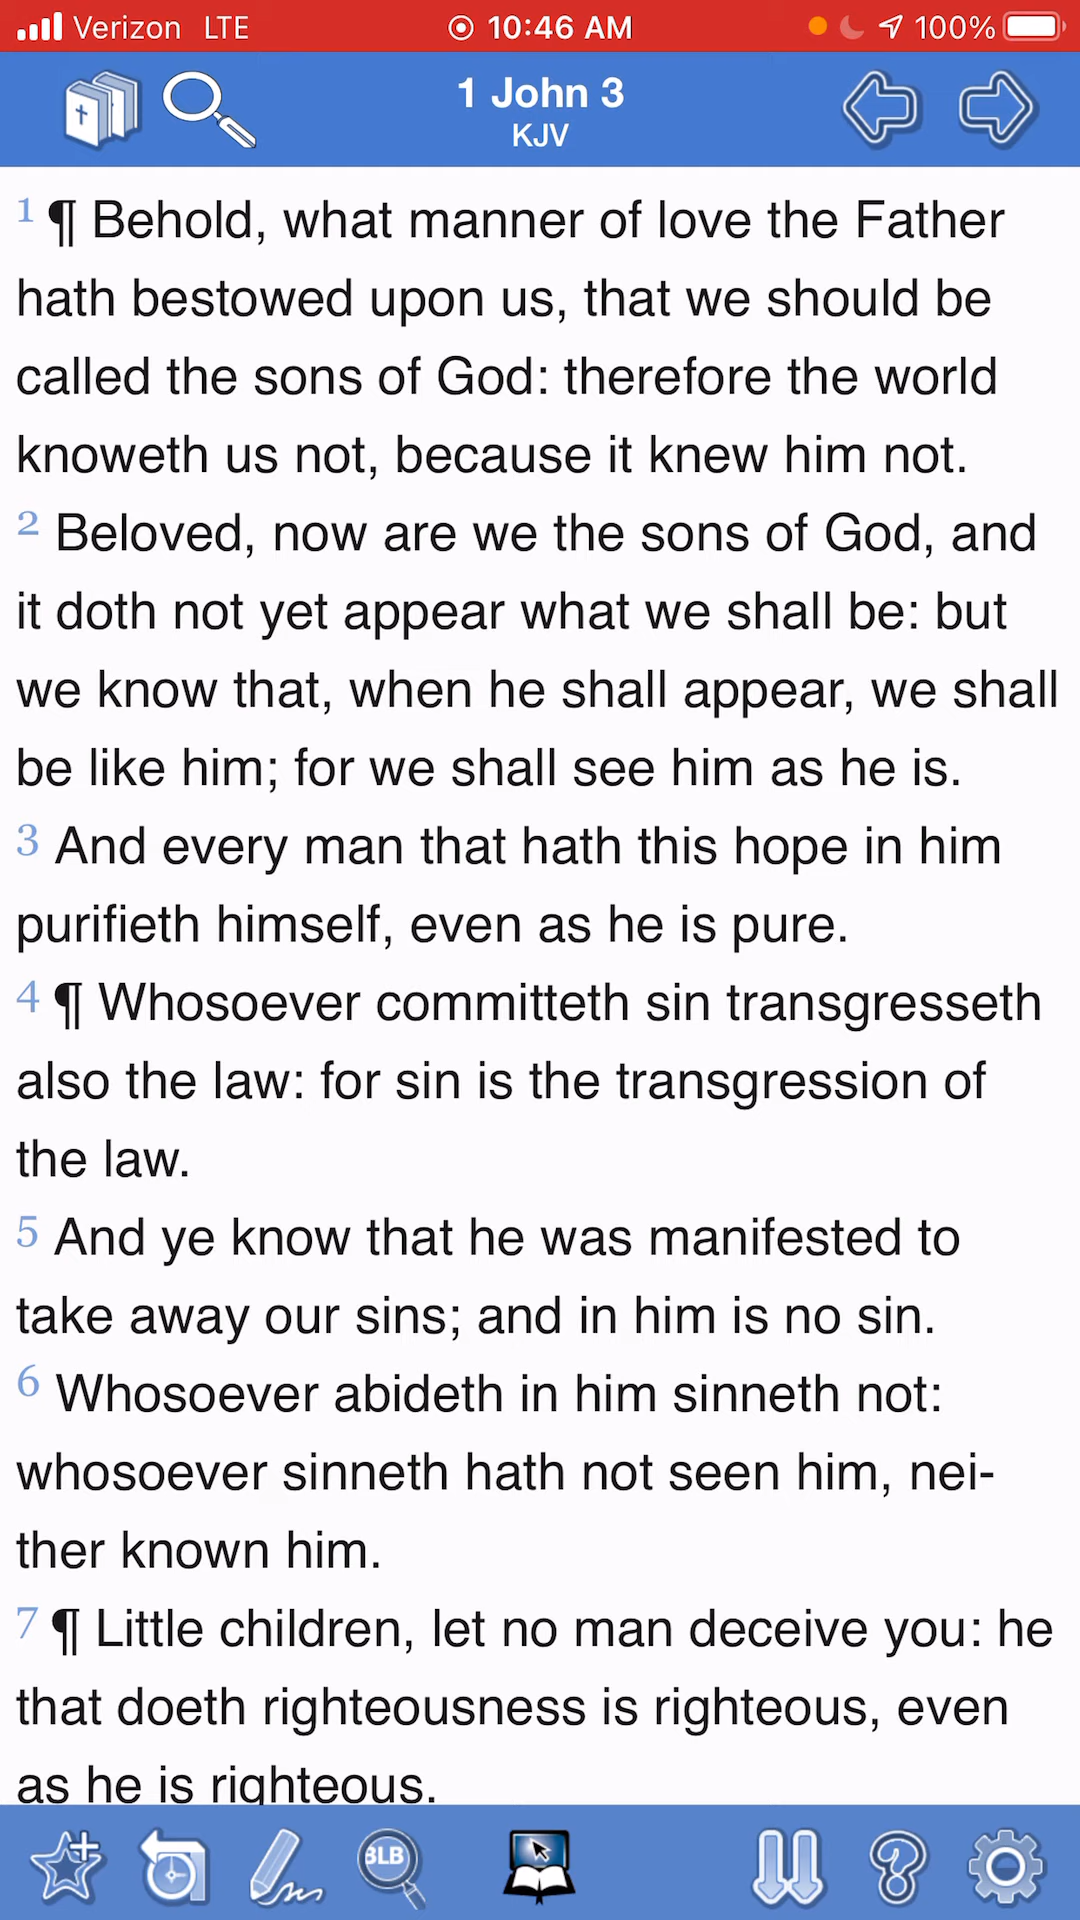 Verizon LTE 10:46 AM 100%
1 John 3
KJV
1 ¶ Behold, what manner of love the Father
hath bestowed upon us, that we should be
called the sons of God: therefore the world
knoweth us not, because it knew him not.
2 Beloved, now are we the sons of God, and
it doth not yet appear what we shall be: but
we know that, when he shall appear, we shall
be like him; for we shall see him as he is.
3 And every man that hath this hope in him
purifieth himself, even as he is pure.
4 ¶ Whosoever committeth sin transgresseth
also the law: for sin is the transgression of
the law.
5 And ye know that he was manifested to
take away our sins; and in him is no sin.
6 Whosoever abideth in him sinneth not:
whosoever sinneth hath not seen him, nei-
ther known him.
7 ¶ Little children, let no man deceive you: he
that doeth righteousness is righteous, even
as he is righteous.
BLB